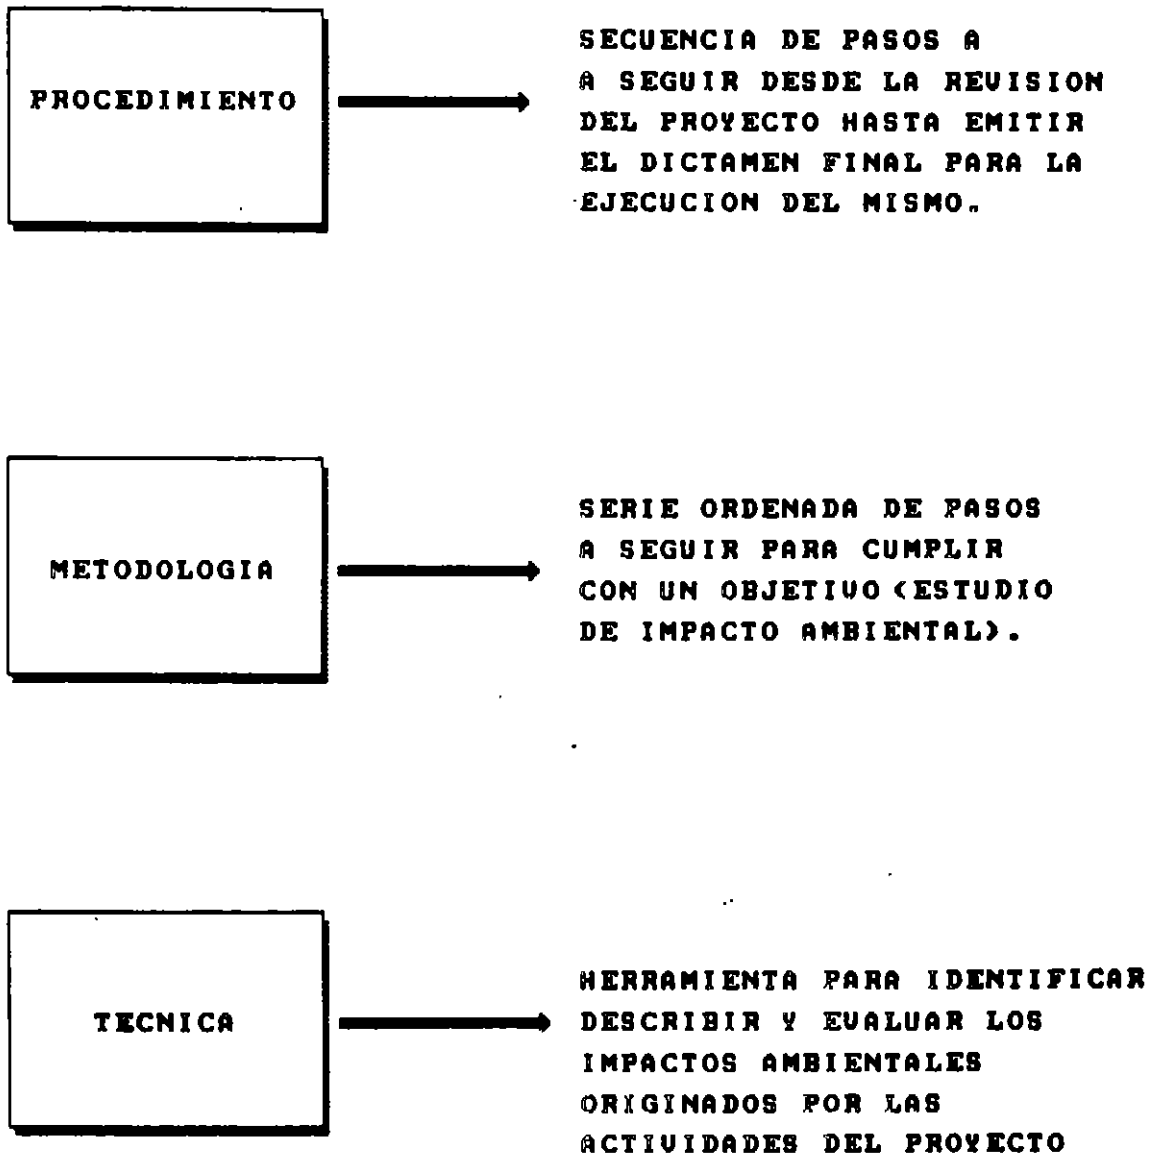 PROCEDIMIENTO
SECUENCIA DE PASOS A
A SEGUIR DESDE LA REVISION
DEL PROYECTO HASTA EMITIR
EL DICTAMEN FINAL PARA LA
EJECUCION DEL MISMO.
METODOLOGIA
SERIE ORDENADA DE PASOS
A SEGUIR PARA CUMPLIR
CON UN OBJETIVO (ESTUDIO
DE IMPACTO AMBIENTAL).
TECNICA
HERRAMIENTA PARA IDENTIFICAR
DESCRIBIR Y EVALUAR LOS
IMPACTOS AMBIENTALES
ORIGINADOS POR LAS
ACTIVIDADES DEL PROYECTO